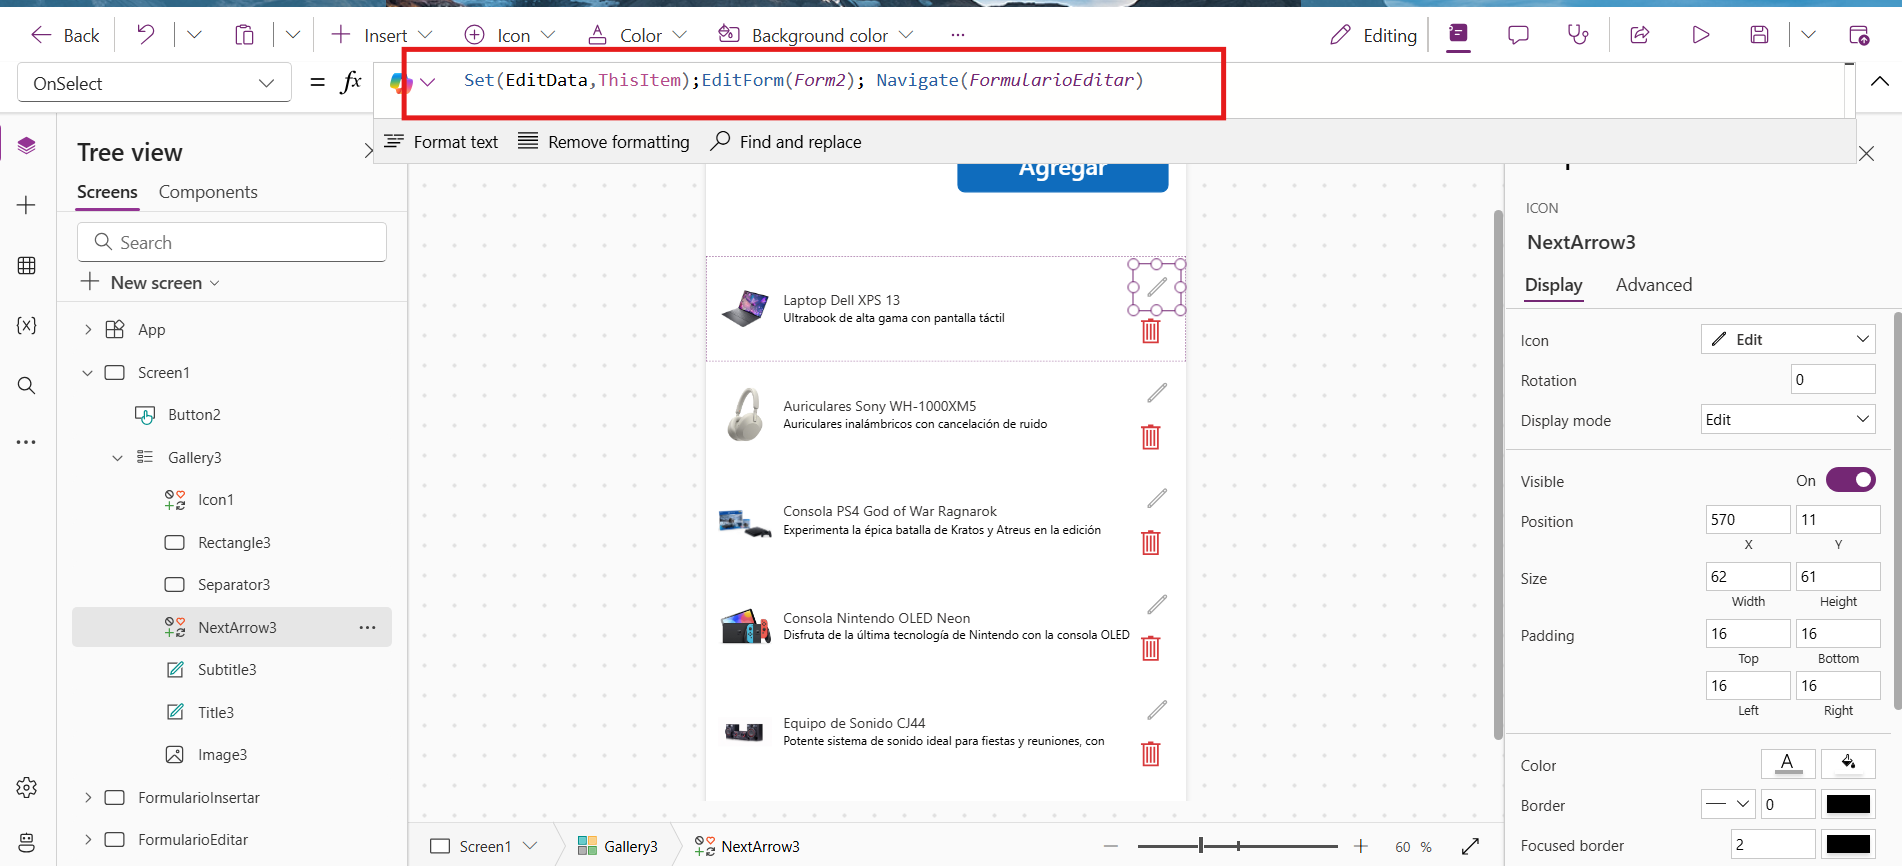 Back
Insert
Icon
Color
Background color
...
Editing
OnSelect
= fx
Set(EditData,ThisItem);EditForm(Form2); Navigate(FormularioEditar)
Format text
Remove formatting
Find and replace
Tree view
Screens
Components
Search
New screen
App
Screen1
Button2
Gallery3
Icon1
Rectangle3
Separator3
NextArrow3
Subtitle3
Title3
Image3
FormularioInsertar
FormularioEditar
Agregar
Laptop Dell XPS 13
Ultrabook de alta gama con pantalla táctil
Auriculares Sony WH-1000XM5
Auriculares inalámbricos con cancelación de ruido
Consola PS4 God of War Ragnarok
Experimenta la épica batalla de Kratos y Atreus en la edición
Consola Nintendo OLED Neon
Disfruta de la última tecnología de Nintendo con la consola OLED
Equipo de Sonido CJ44
Potente sistema de sonido ideal para fiestas y reuniones, con
Screen1
Gallery3
NextArrow3
60 %
ICON
NextArrow3
Display
Advanced
Icon
Edit
Rotation
0
Display mode
Edit
Visible
On
Position
570
11
X
Y
Size
62
61
Width
Height
Padding
16
16
Top
Bottom
16
16
Left
Right
Color
A
Border
0
Focused border
2